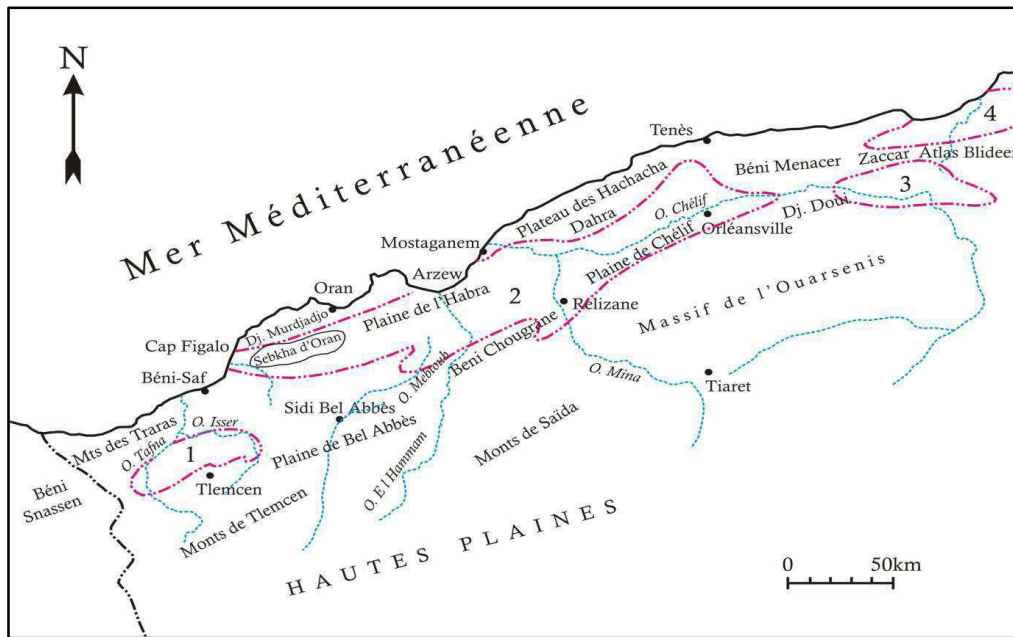 N
Mer Méditerranéenne
4
Tenès
Béni Menacer
Zaccar
Atlas Blideen
3
Plateau des Hachacha
Dahra
O. Chélif
Dj. Doui
Orléansville
Plaine de Chélif
Mostaganem
Arzew
Oran
Plaine de l'Habra
2
Relizane
Massif de l'Ouarsenis
Dj. Murdjadjo
Cap Figalo
Sebkha d'Oran
Beni Chougrane
O. Mebtouh
O. Mina
Tiaret
Béni-Saf
Sidi Bel Abbès
O. Isser
Mts des Traras
Plaine de Bel Abbès
O. Tafna
1
Monts de Saïda
Tlemcen
O. E l Hammam
Béni
Snassen
Monts de Tlemcen
HAUTES PLAINES
0 50km